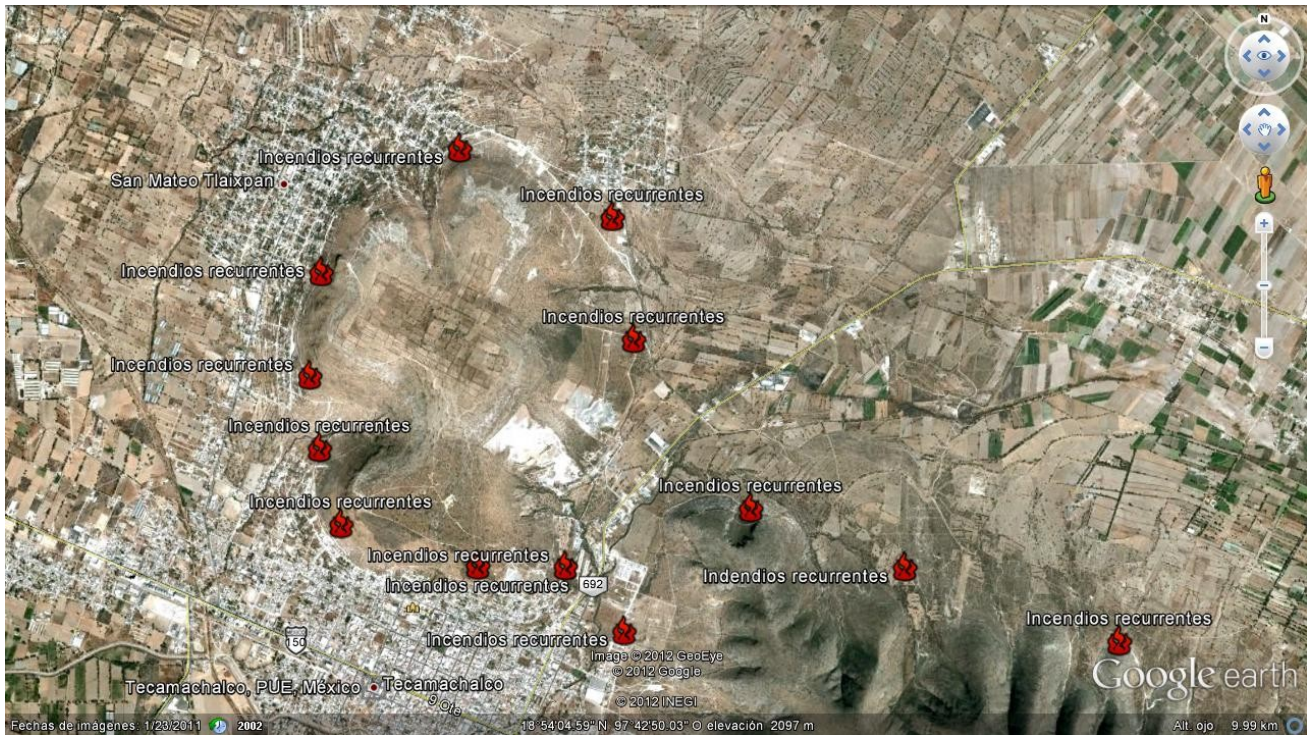 N
Incendios recurrentes
San Mateo Tlaixpan
Incendios recurrentes
Incendios recurrentes
Incendios recurrentes
Incendios recurrentes
Incendios recurrentes
Incendios recurrentes
Incendios recurrentes
Incendios recurrentes
Indendios recurrentes
Incendios recurrentes
692
Incendios recurrentes
Incendios recurrentes
150
Incendios recurrentes
Image © 2012 GeoEye
© 2012 Google
Google earth
Tecamachalco, PUE, México
Tecamachalco
9 Ote
© 2012 INEGI
Fechas de imágenes: 1/23/2011
2002
18°54'04.59" N 97°42'50.03" O elevación 2097 m
Alt. ojo 9.99 km